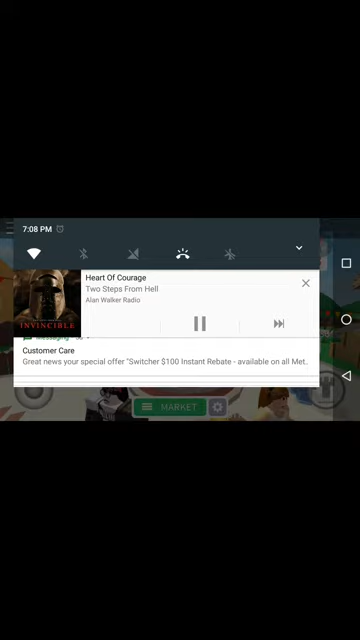 7:08 PM
Heart Of Courage
Two Steps From Hell
Alan Walker Radio
INVINCIBLE
Messaging
Customer Care
Great news your special offer "Switcher $100 Instant Rebate - available on all Met..
MARKET